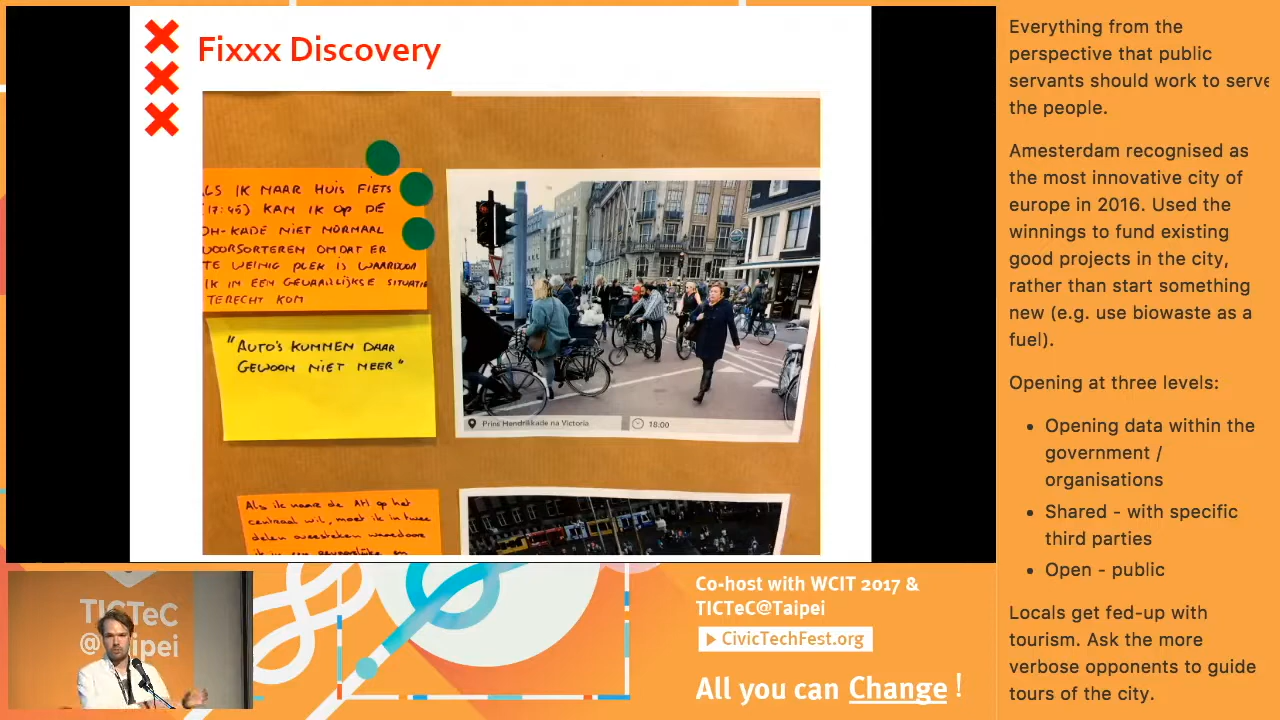 Fixxx Discovery
ALS IK NAAR HUIS FIETS
(17:45) KAN IK OP DE
PH-KADE NIET NORMAAL
VOORSORTEREN OMDAT ER
TE WEINIG PLEK IS WAARDOOR
IK IN EEN GEVAARLIJKSE SITUATIE
TERECHT KOM
"AUTO'S KUNNEN DAAR
GEWOON NIET MEER"
Prins Hendrikkade na Victoria
18:00
Als ik naar de AH op het
centraal wil, moet ik in twee
delen oversteken waardoor
ik in een gevaarlijke en
Everything from the
perspective that public
servants should work to serve
the people.
Amesterdam recognised as
the most innovative city of
europe in 2016. Used the
winnings to fund existing
good projects in the city,
rather than start something
new (e.g. use biowaste as a
fuel).
Opening at three levels:
• Opening data within the
government /
organisations
• Shared - with specific
third parties
• Open - public
Locals get fed-up with
tourism. Ask the more
verbose opponents to guide
tours of the city.
TICTeC
@Taipei
Co-host with WCIT 2017 &
TICTeC@Taipei
CivicTechFest.org
All you can Change !